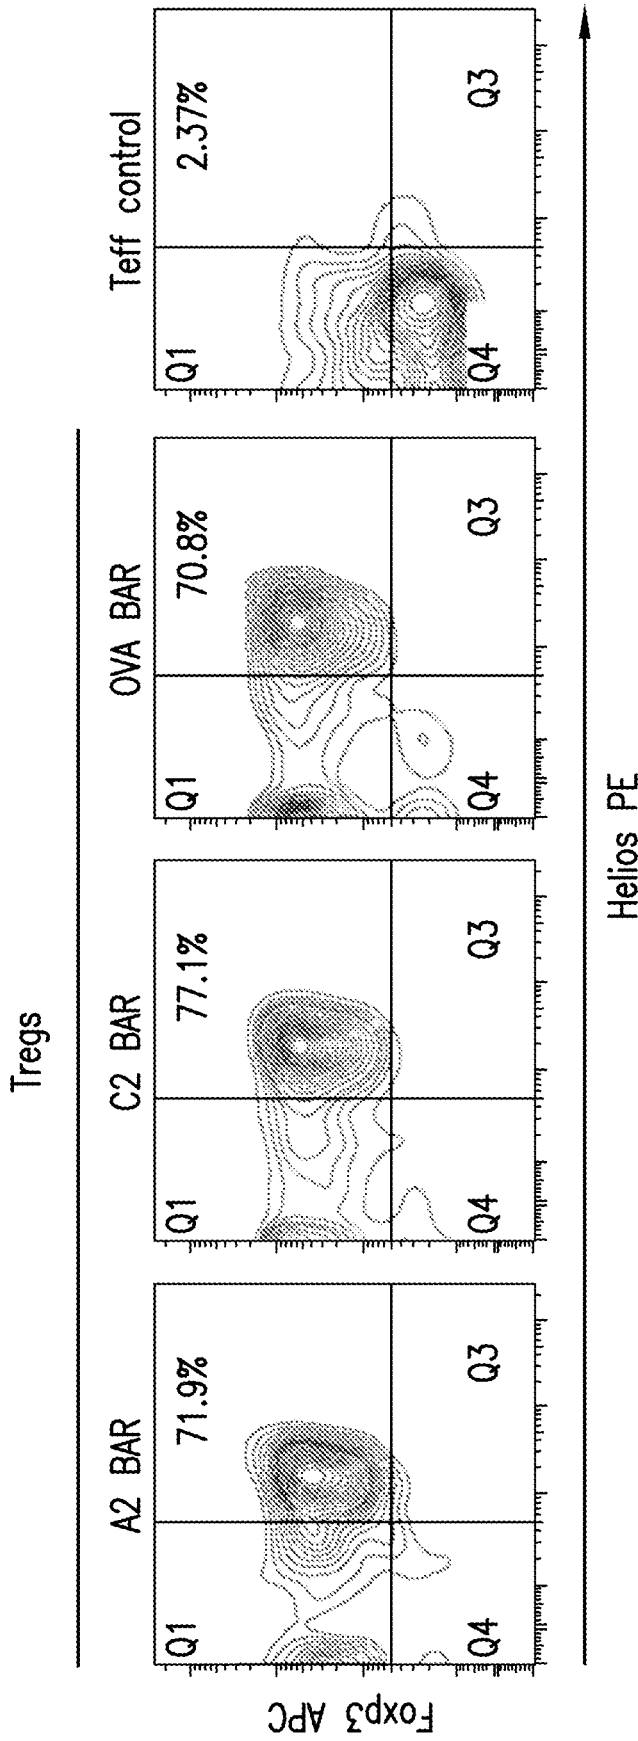 Tregs
A2 BAR
C2 BAR
OVA BAR
Teff control
Q1
71.9%
Q1
77.1%
Q1
70.8%
Q1
2.37%
Q4
Q3
Q4
Q3
Q4
Q3
Q4
Q3
Foxp3 APC
Helios PE